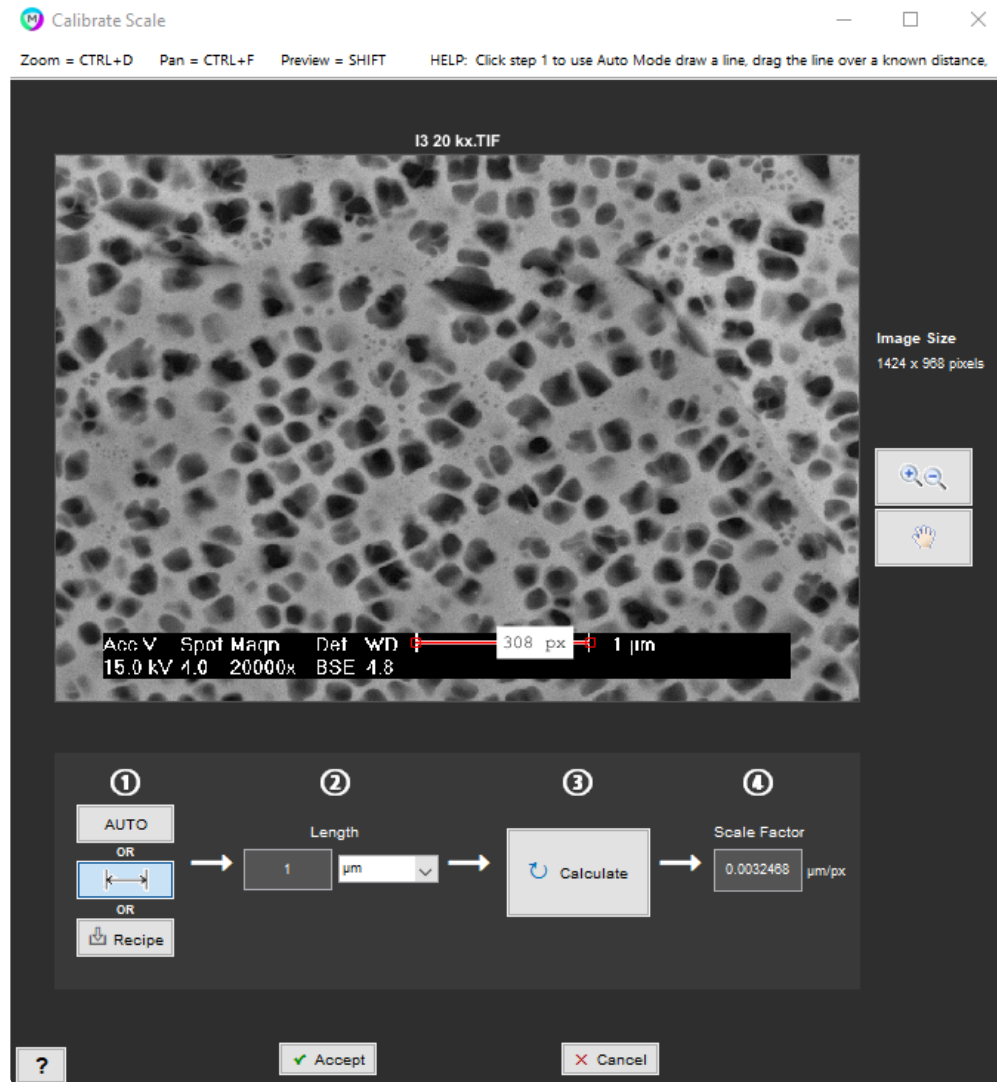 Calibrate Scale
Zoom = CTRL+D Pan = CTRL+F Preview = SHIFT HELP: Click step 1 to use Auto Mode draw a line, drag the line over a known distance,
I3 20 kx.TIF
Image Size
1424 x 968 pixels
Acc V Spot Magn Det WD 308 px 1 µm
15.0 kV 4.0 20000x BSE 4.8
1 2 3 4
AUTO
OR
Length
1 µm
Calculate
Scale Factor
0.0032468 µm/px
OR
Recipe
? Accept Cancel